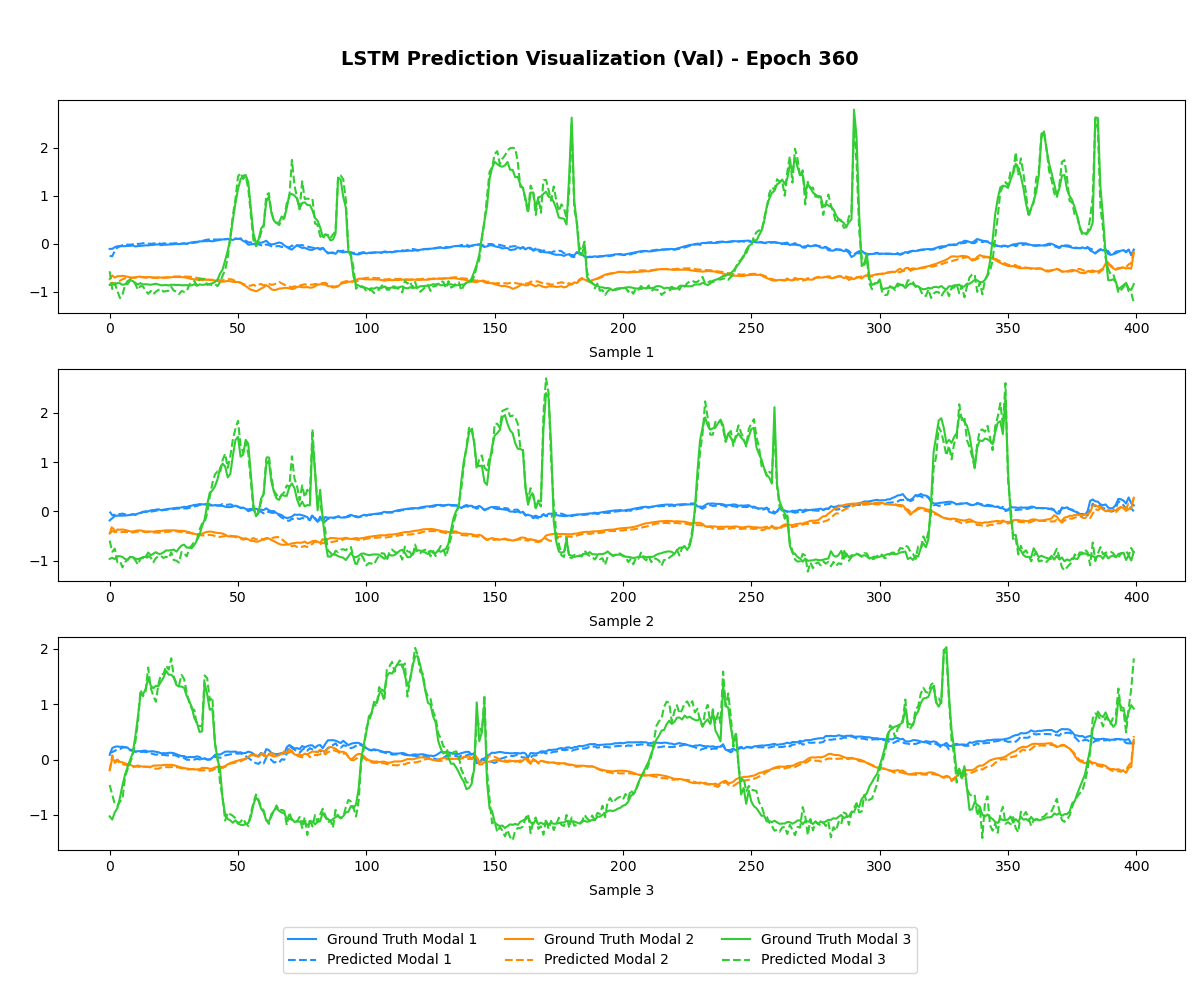 LSTM Prediction Visualization (Val) - Epoch 360
2
1
0
−1
0 50 100 150 200 250 300 350 400
Sample 1
2
1
0
−1
0 50 100 150 200 250 300 350 400
Sample 2
2
1
0
−1
0 50 100 150 200 250 300 350 400
Sample 3
Ground Truth Modal 1 Ground Truth Modal 2 Ground Truth Modal 3
Predicted Modal 1 Predicted Modal 2 Predicted Modal 3